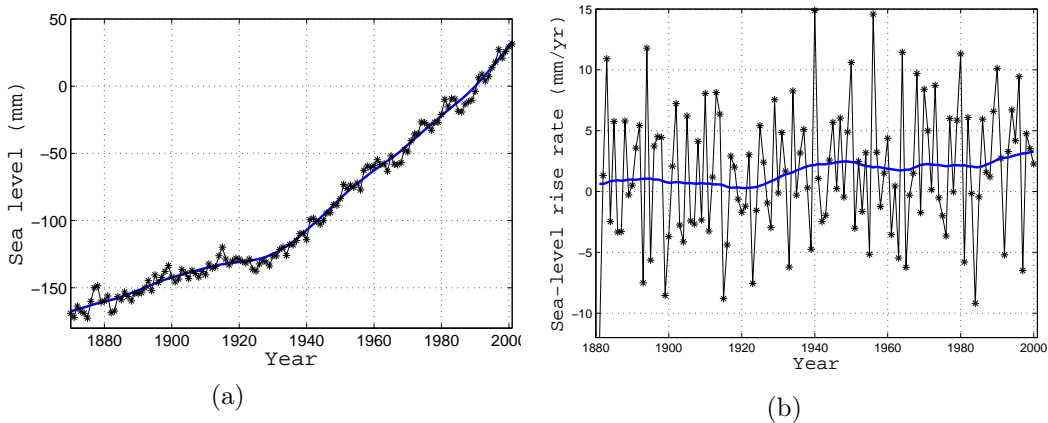 50
0
−50
−100
−150
Sea level (mm)
1880 1900 1920 1940 1960 1980 2000
Year
(a)
15
10
5
0
−5
−10
Sea-level rise rate (mm/yr)
1880 1900 1920 1940 1960 1980 2000
Year
(b)